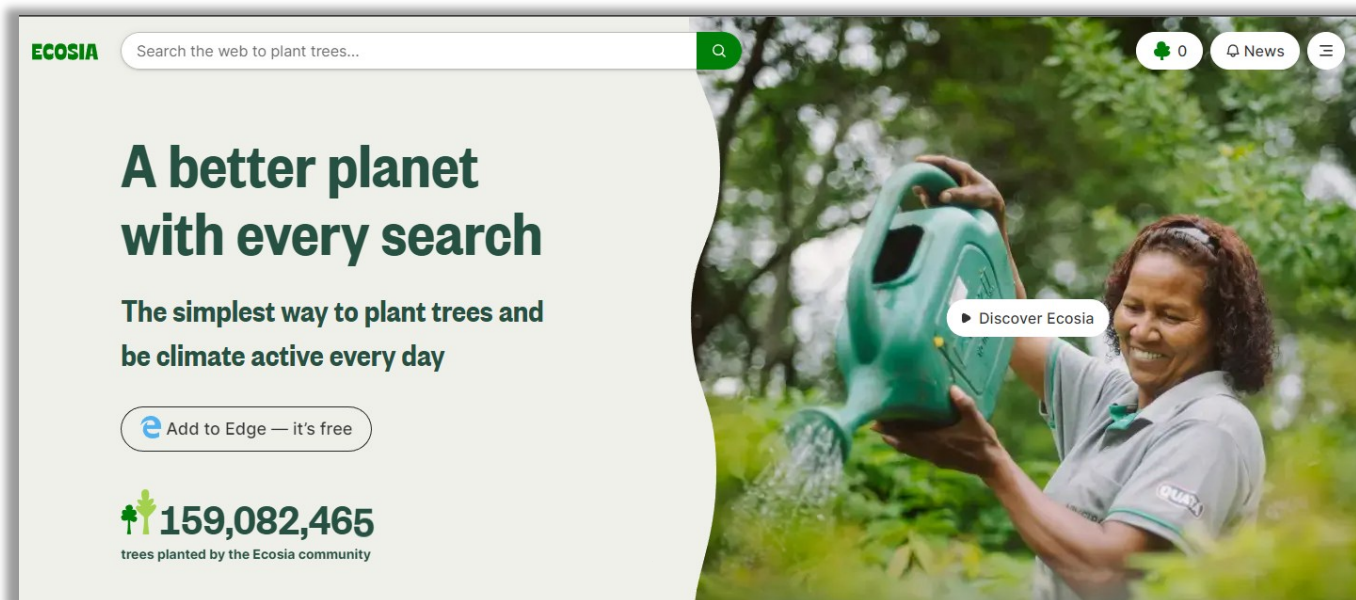 ECOSIA
Search the web to plant trees...
0
News
A better planet
with every search
Discover Ecosia
The simplest way to plant trees and
be climate active every day
Add to Edge — it's free
159,082,465
trees planted by the Ecosia community